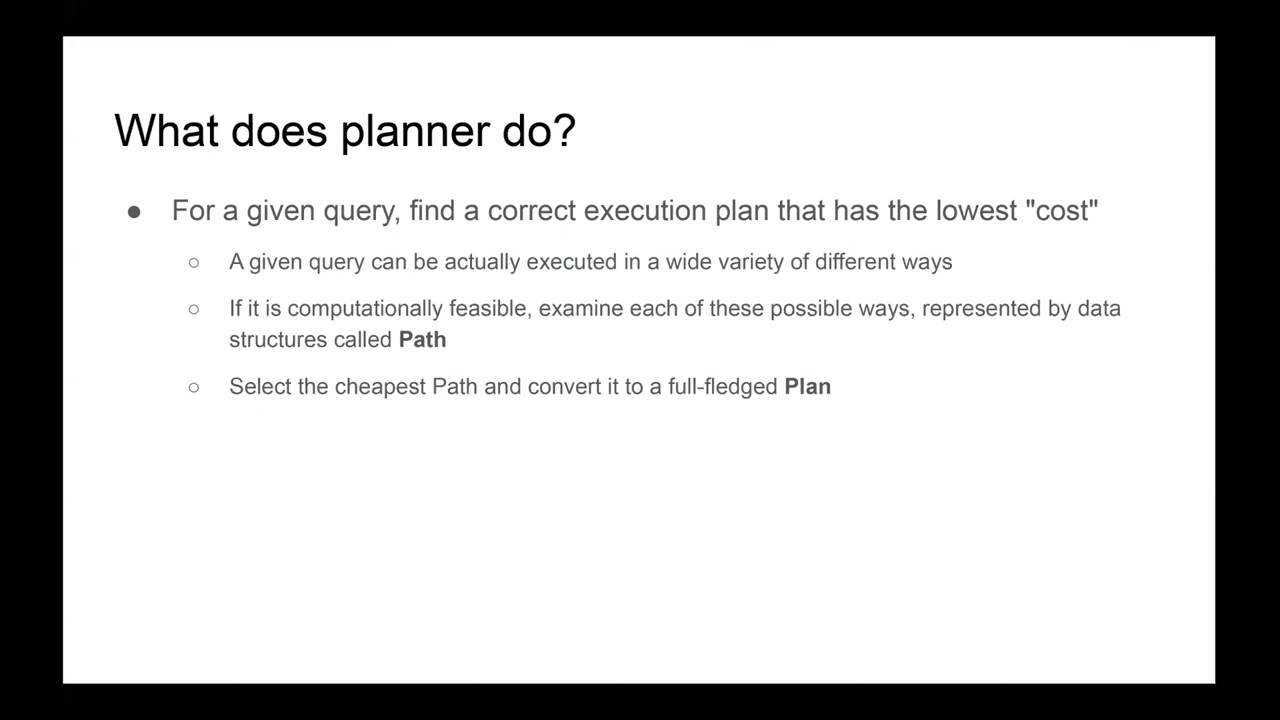 What does planner do?
● For a given query, find a correct execution plan that has the lowest "cost"
○ A given query can be actually executed in a wide variety of different ways
○ If it is computationally feasible, examine each of these possible ways, represented by data
structures called Path
○ Select the cheapest Path and convert it to a full-fledged Plan